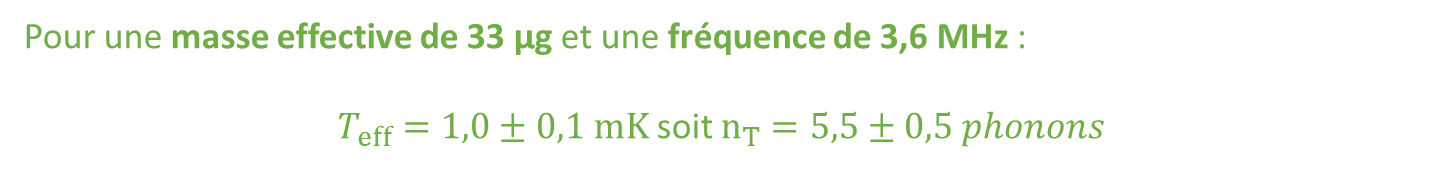 Pour une masse effective de 33 µg et une fréquence de 3,6 MHz :
T_eff = 1,0 ± 0,1 mK soit n_T = 5,5 ± 0,5 phonons